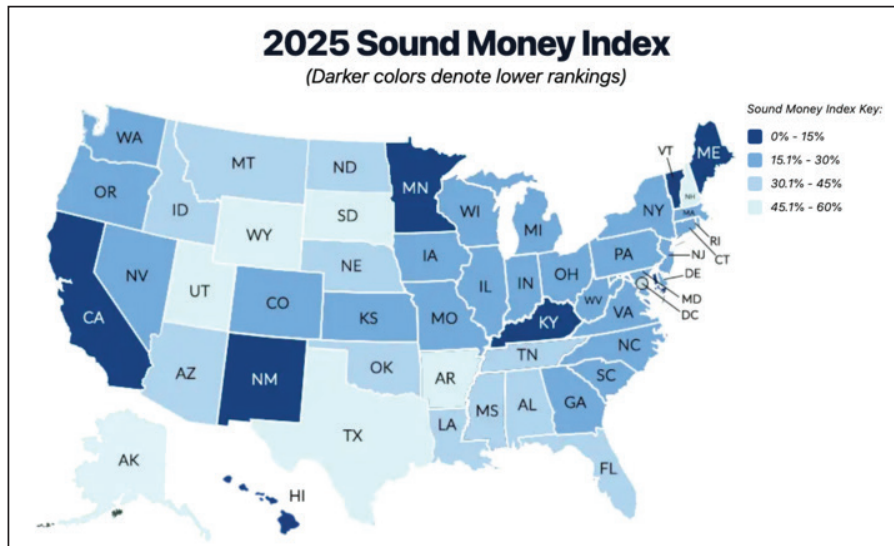 2025 Sound Money Index
(Darker colors denote lower rankings)
Sound Money Index Key:
0% - 15%
15.1% - 30%
30.1% - 45%
45.1% - 60%
WA
MT
ND
MN
VT
ME
OR
ID
SD
WI
MI
NY
NH
MA
RI
CT
WY
NE
IA
PA
NJ
NV
UT
CO
KS
MO
IL
IN
OH
WV
VA
DE
MD
DC
CA
KY
NC
AZ
NM
OK
AR
TN
SC
TX
LA
MS
AL
GA
AK
HI
FL